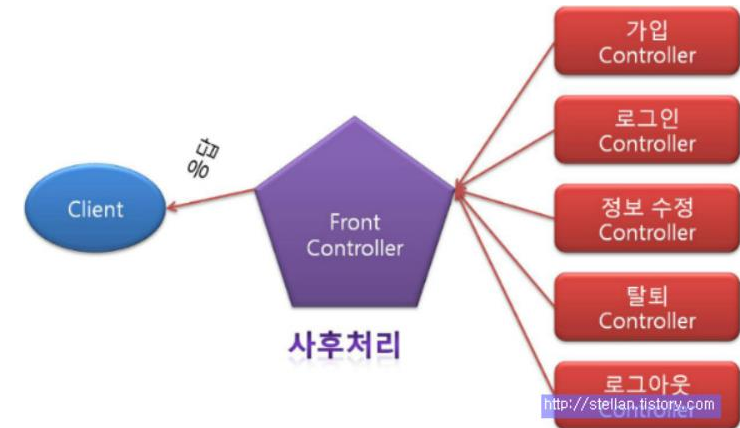 가입
Controller
로그인
Controller
응답
Client
Front
Controller
정보 수정
Controller
탈퇴
Controller
사후처리
로그아웃
http://stellan.tistory.com
Controller